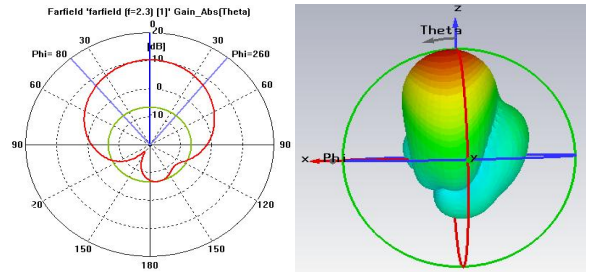 Farfield 'farfield (f=2.3) [1]' Gain_Abs(Theta)
0
20
30
[dB]
30
Phi= 80
10
Phi=260
60
0
60
10
90
90
20
120
150
150
180
z
Theta
x
Phi
y